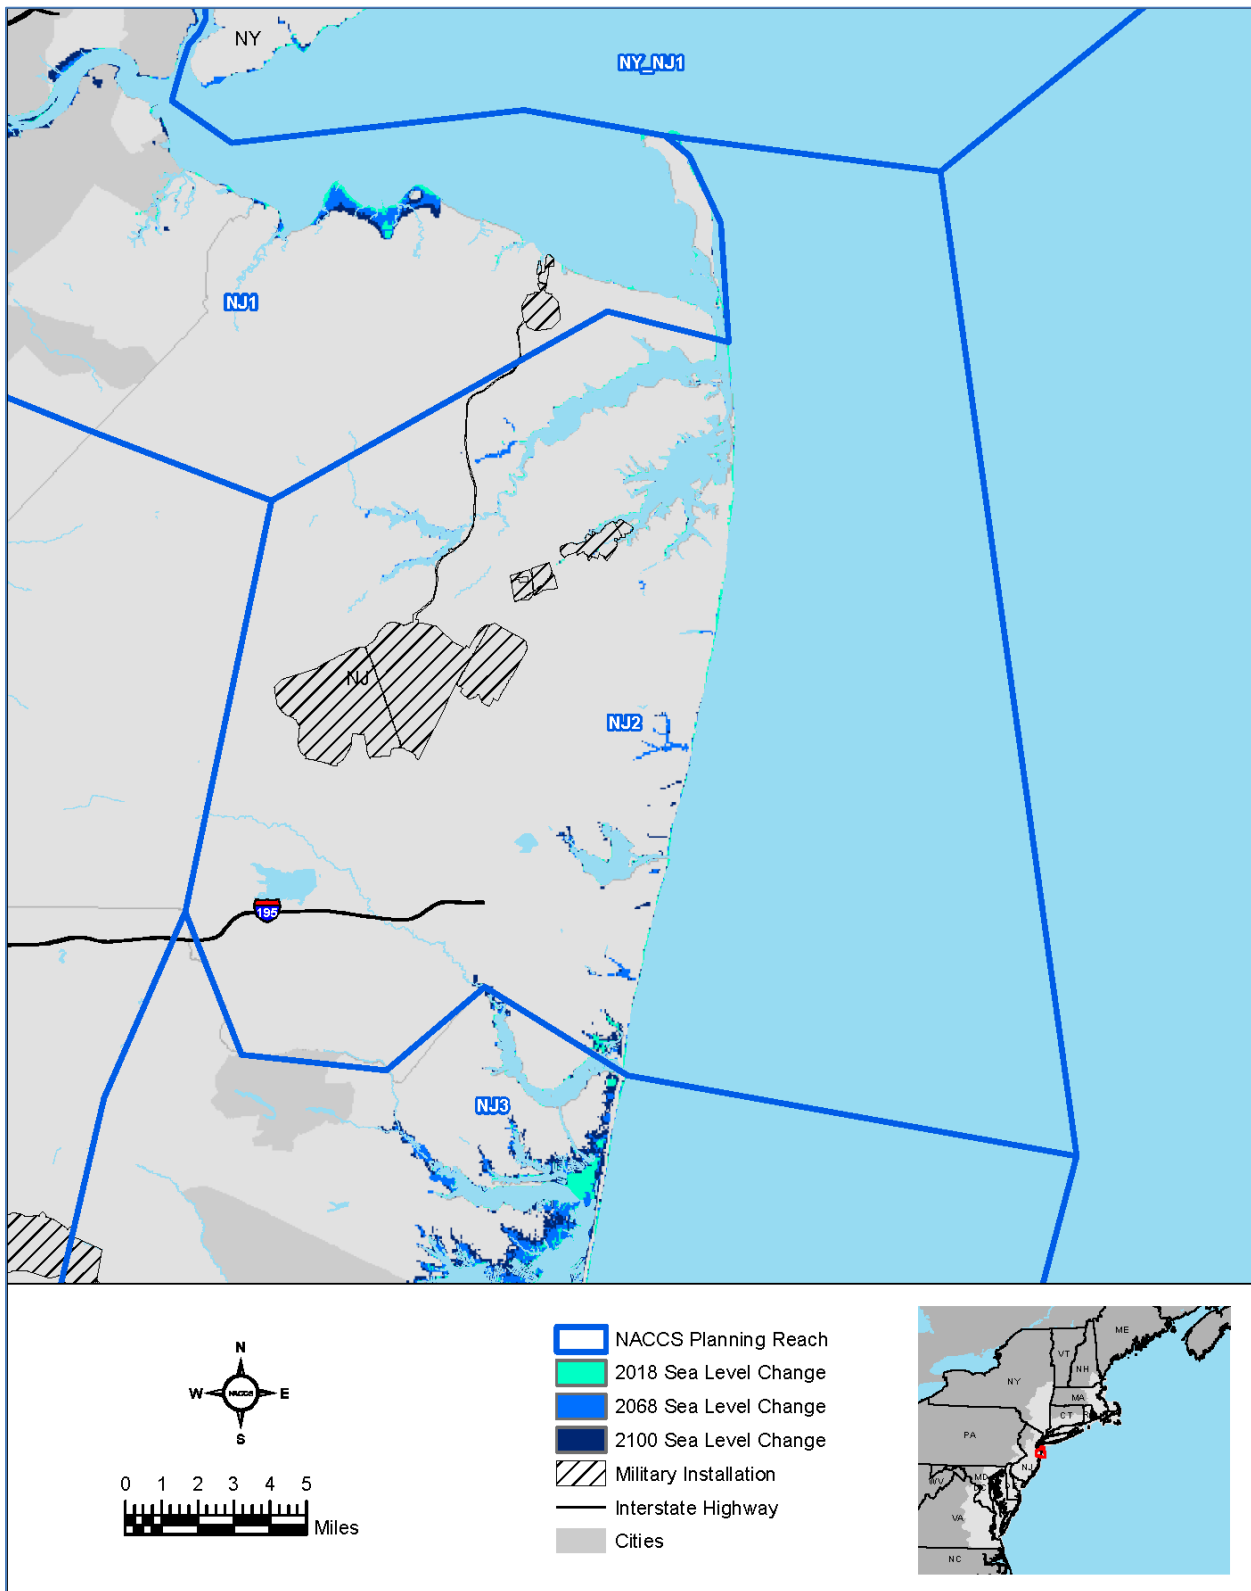 NY
NY_NJ1
NJ1
NJ
NJ2
195
NJ3
N
W NACCS E
S
0 1 2 3 4 5
Miles
NACCS Planning Reach
2018 Sea Level Change
2068 Sea Level Change
2100 Sea Level Change
Military Installation
Interstate Highway
Cities
ME
VT
NH
NY
MA
CT
PA
NJ
MD
WV
VA
NC